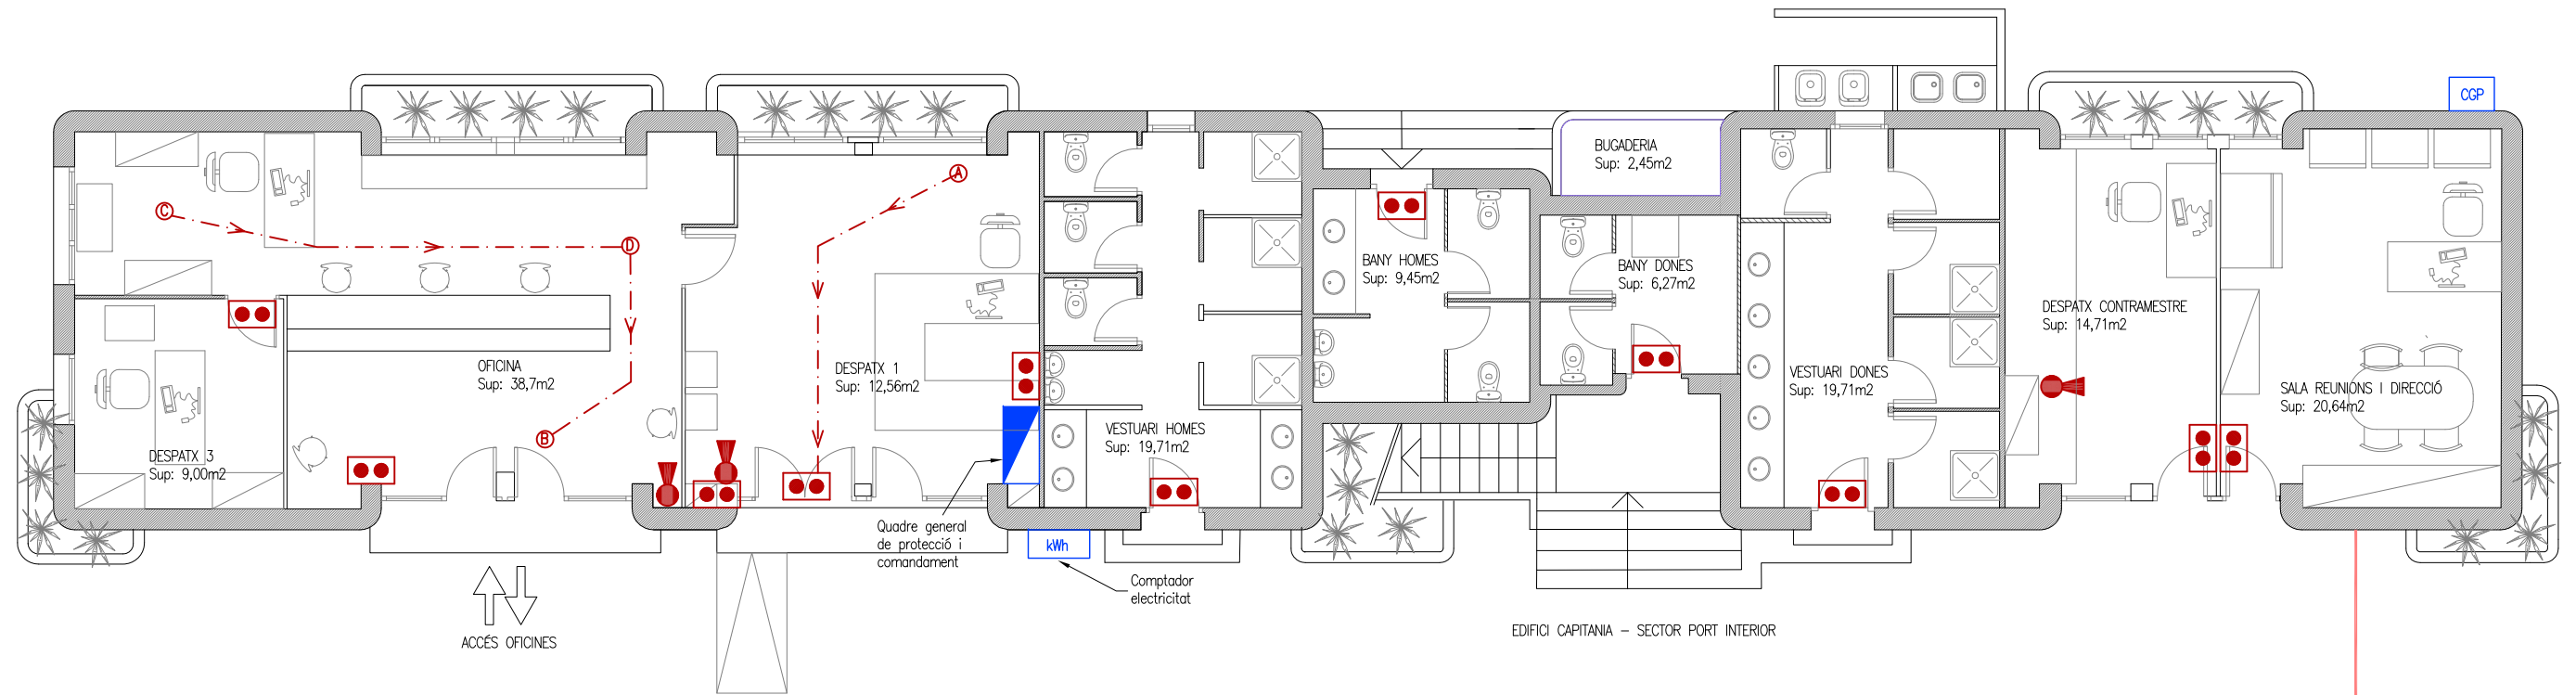 CGP
BUGADERIA
Sup: 2,45m2
A
C
D
BANY HOMES
Sup: 9,45m2
BANY DONES
Sup: 6,27m2
DESPATX CONTRAMESTRE
Sup: 14,71m2
OFICINA
Sup: 38,7m2
DESPATX 1
Sup: 12,56m2
VESTUARI DONES
Sup: 19,71m2
SALA REUNIÓNS I DIRECCIÓ
Sup: 20,64m2
B
VESTUARI HOMES
Sup: 19,71m2
DESPATX 3
Sup: 9,00m2
Quadre general
de protecció i
comandament
kWh
Comptador
electricitat
ACCÉS OFICINES
EDIFICI CAPITANIA - SECTOR PORT INTERIOR